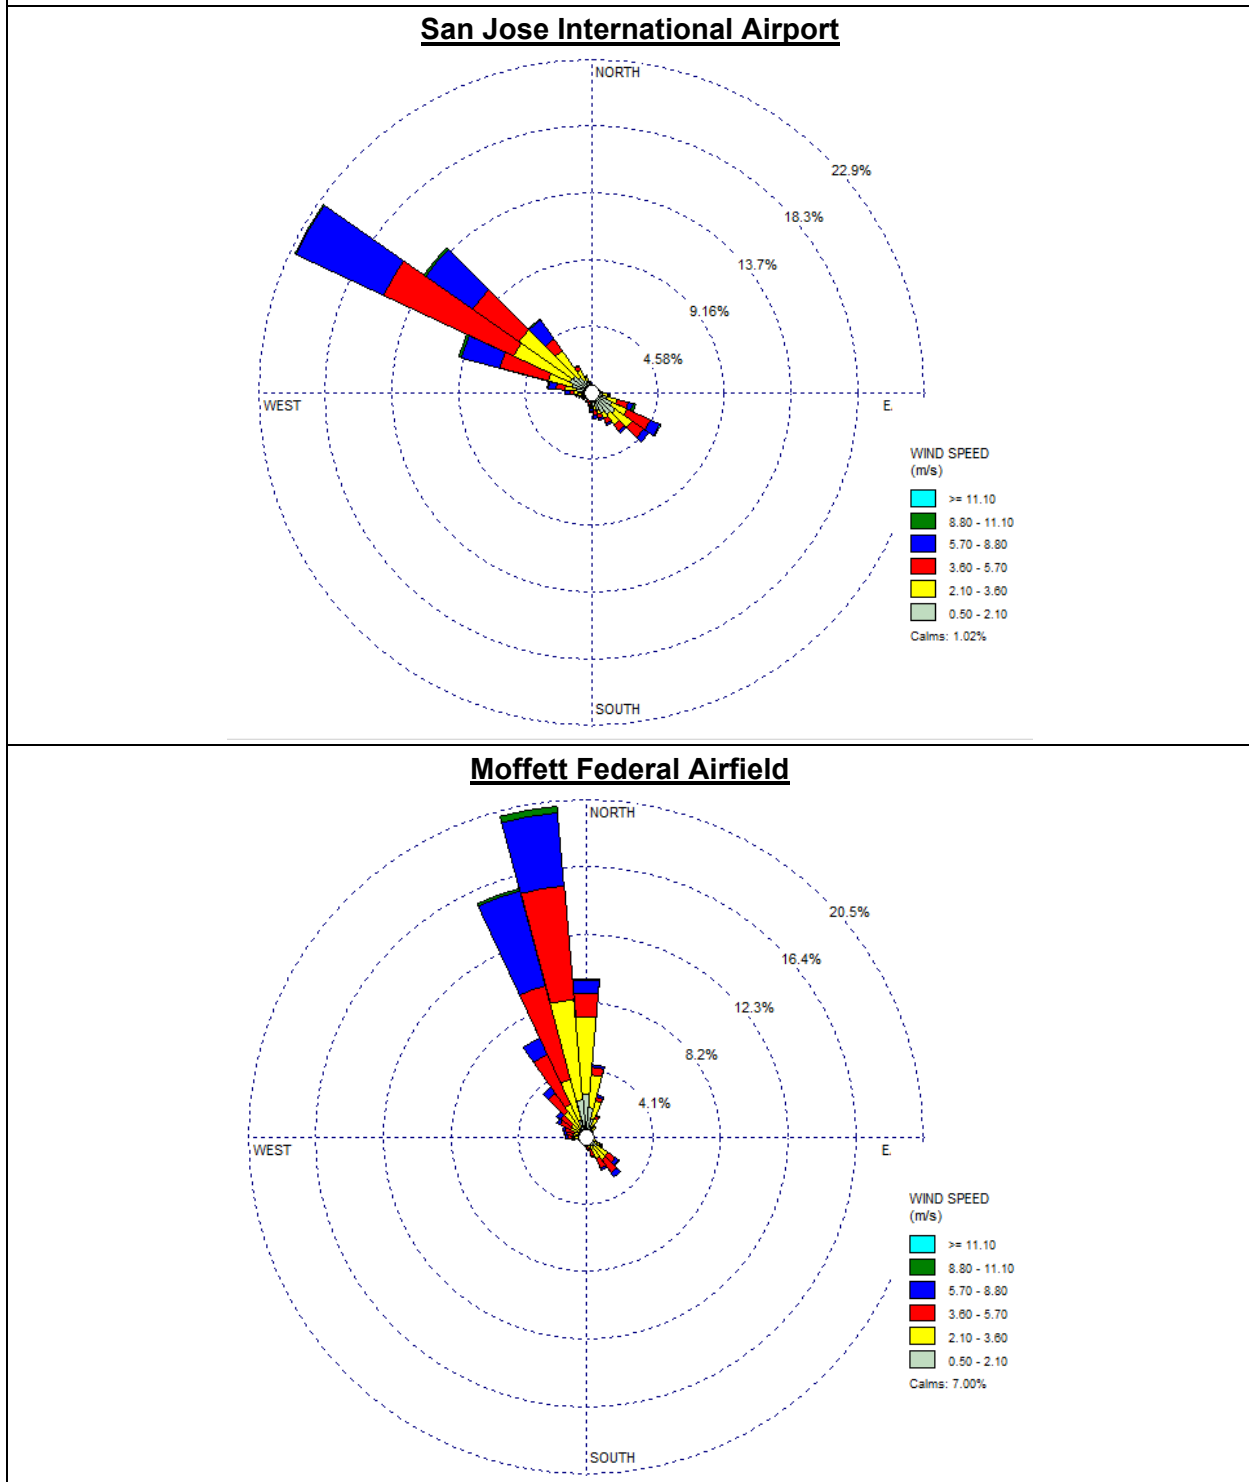 San Jose International Airport
NORTH
22.9%
18.3%
13.7%
9.16%
4.58%
WEST
E.
WIND SPEED
(m/s)
>= 11.10
8.80 - 11.10
5.70 - 8.80
3.60 - 5.70
2.10 - 3.60
0.50 - 2.10
Calms: 1.02%
SOUTH
Moffett Federal Airfield
NORTH
20.5%
16.4%
12.3%
8.2%
4.1%
WEST
E.
WIND SPEED
(m/s)
>= 11.10
8.80 - 11.10
5.70 - 8.80
3.60 - 5.70
2.10 - 3.60
0.50 - 2.10
Calms: 7.00%
SOUTH